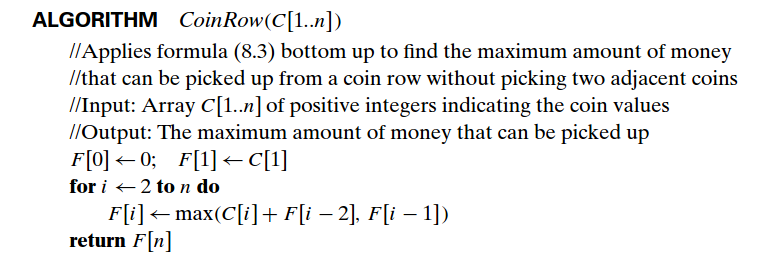 ALGORITHM CoinRow(C[1..n])
//Applies formula (8.3) bottom up to find the maximum amount of money
//that can be picked up from a coin row without picking two adjacent coins
//Input: Array C[1..n] of positive integers indicating the coin values
//Output: The maximum amount of money that can be picked up
F[0] ← 0; F[1] ← C[1]
for i ← 2 to n do
F[i] ← max(C[i] + F[i − 2], F[i − 1])
return F[n]